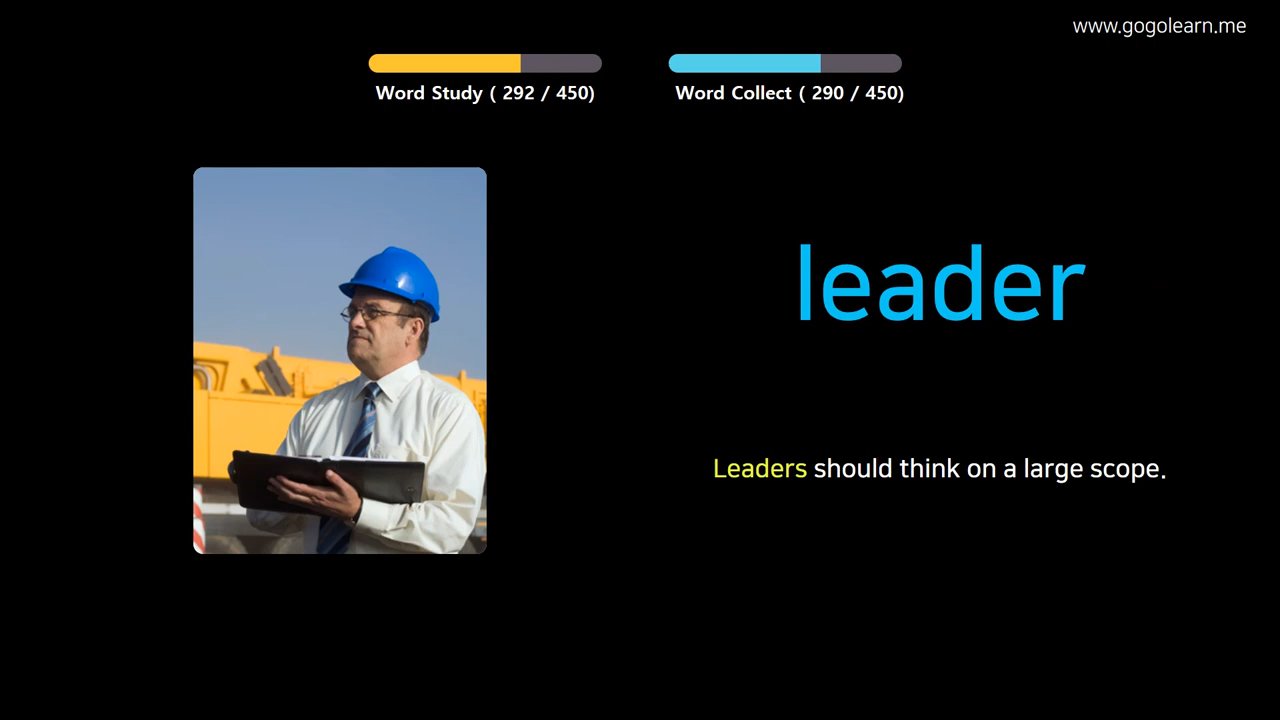 www.gogolearn.me
Word Study ( 292 / 450)
Word Collect ( 290 / 450)
leader
Leaders should think on a large scope.